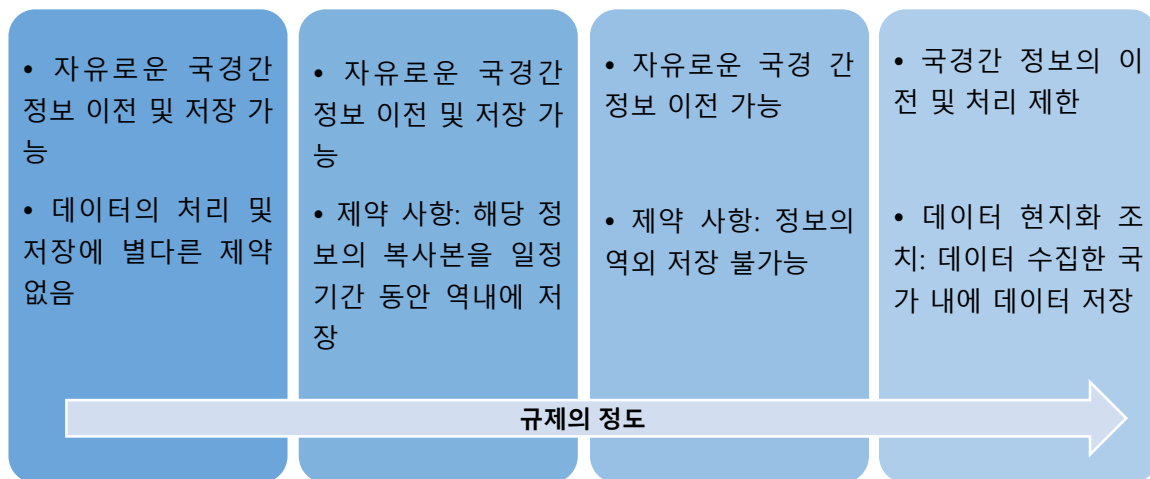 • 자유로운 국경간
정보 이전 및 저장 가
능
• 데이터의 처리 및
저장에 별다른 제약
없음
• 자유로운 국경간
정보 이전 및 저장 가
능
• 제약 사항: 해당 정
보의 복사본을 일정
기간 동안 역내에 저
장
• 자유로운 국경 간
정보 이전 가능
• 제약 사항: 정보의
역외 저장 불가능
• 국경간 정보의 이
전 및 처리 제한
• 데이터 현지화 조
치: 데이터 수집한 국
가 내에 데이터 저장
규제의 정도